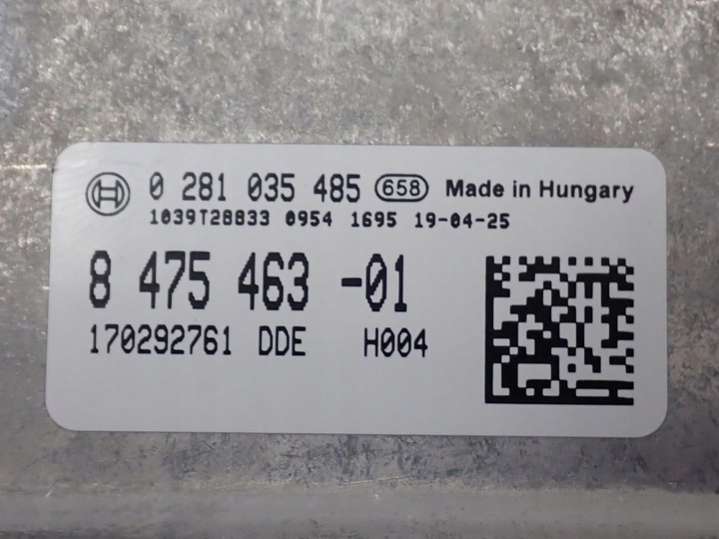 0 281 035 485 658 Made in Hungary
1039T28833 0954 1695 19-04-25
8 475 463 -01
170292761 DDE H004